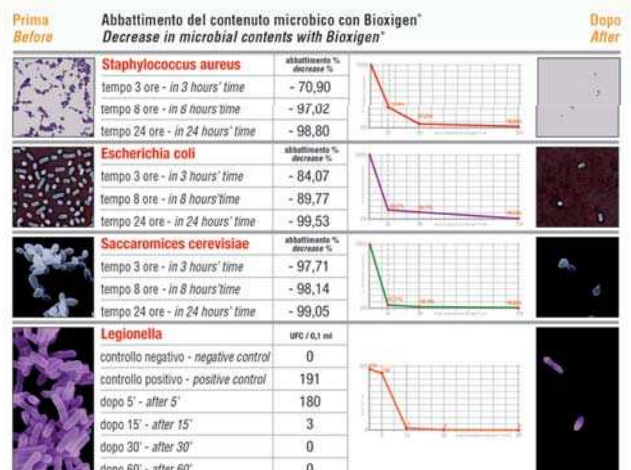 Prima
Before
Abbattimento del contenuto microbico con Bioxigen*
Decrease in microbial contents with Bioxigen*
Dopo
After
Staphylococcus aureus
abbattimento %
decrease %
tempo 3 ore - in 3 hours' time - 70,90
tempo 8 ore - in 8 hours'time - 97,02
tempo 24 ore - in 24 hours' time - 98,80
Escherichia coli
abbattimento %
decrease %
tempo 3 ore - in 3 hours' time - 84,07
tempo 8 ore - in 8 hours'time - 89,77
tempo 24 ore - in 24 hours' time - 99,53
Saccaromices cerevisiae
abbattimento %
decrease %
tempo 3 ore - in 3 hours' time - 97,71
tempo 8 ore - in 8 hours' time - 98,14
tempo 24 ore - in 24 hours' time - 99,05
Legionella
UFC / 0,1 ml
controllo negativo - negative control 0
controllo positivo - positive control 191
dopo 5' - after 5' 180
dopo 15' - after 15' 3
dopo 30' - after 30' 0
dopo 60' - after 60' 0